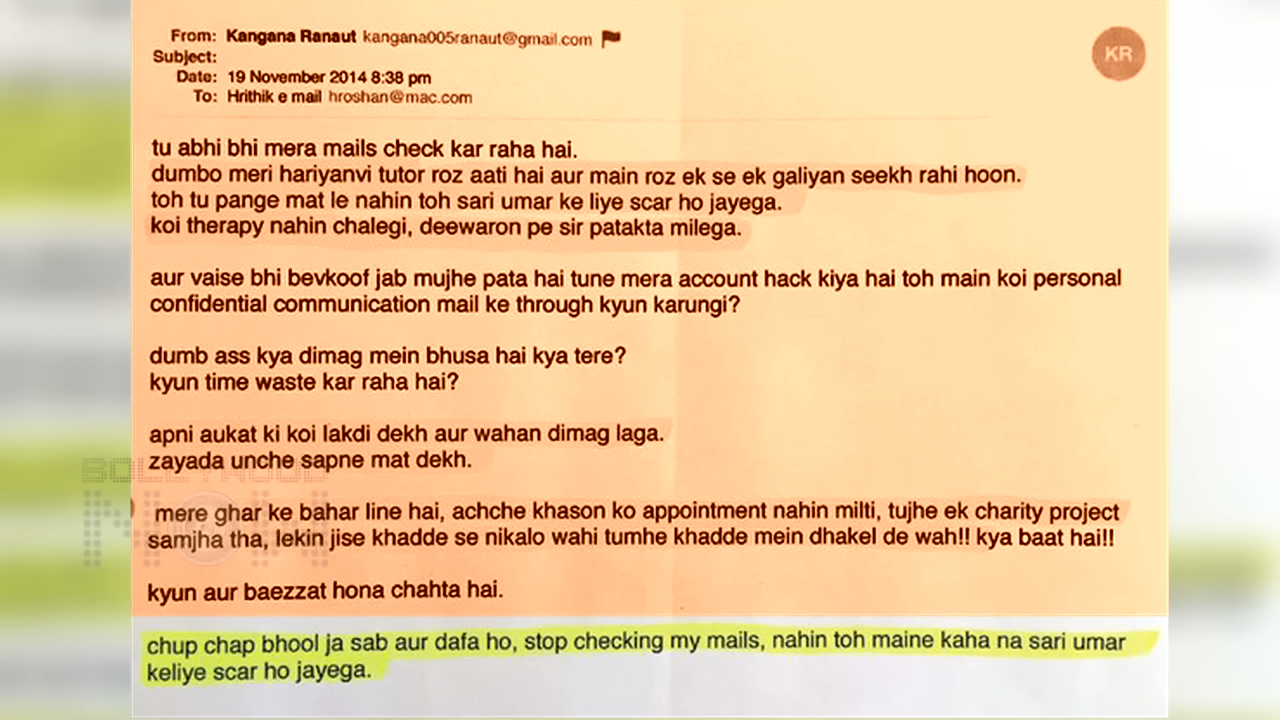 From: Kangana Ranaut kangana005ranaut@gmail.com
KR
Subject:
Date: 19 November 2014 8:38 pm
To: Hrithik e mail hroshan@mac.com
tu abhi bhi mera mails check kar raha hai.
dumbo meri hariyanvi tutor roz aati hai aur main roz ek se ek galiyan seekh rahi hoon.
toh tu pange mat le nahin toh sari umar ke liye scar ho jayega.
koi therapy nahin chalegi, deewaron pe sir patakta milega.
aur vaise bhi bevkoof jab mujhe pata hai tune mera account hack kiya hai toh main koi personal
confidential communication mail ke through kyun karungi?
dumb ass kya dimag mein bhusa hai kya tere?
kyun time waste kar raha hai?
apni aukat ki koi lakdi dekh aur wahan dimag laga.
zayada unche sapne mat dekh.
BOLLYWOOD
NOW
mere ghar ke bahar line hai, achche khason ko appointment nahin milti, tujhe ek charity project
samjha tha, lekin jise khadde se nikalo wahi tumhe khadde mein dhakel de wah!! kya baat hai!!
kyun aur baezzat hona chahta hai.
chup chap bhool ja sab aur dafa ho, stop checking my mails, nahin toh maine kaha na sari umar
keliye scar ho jayega.